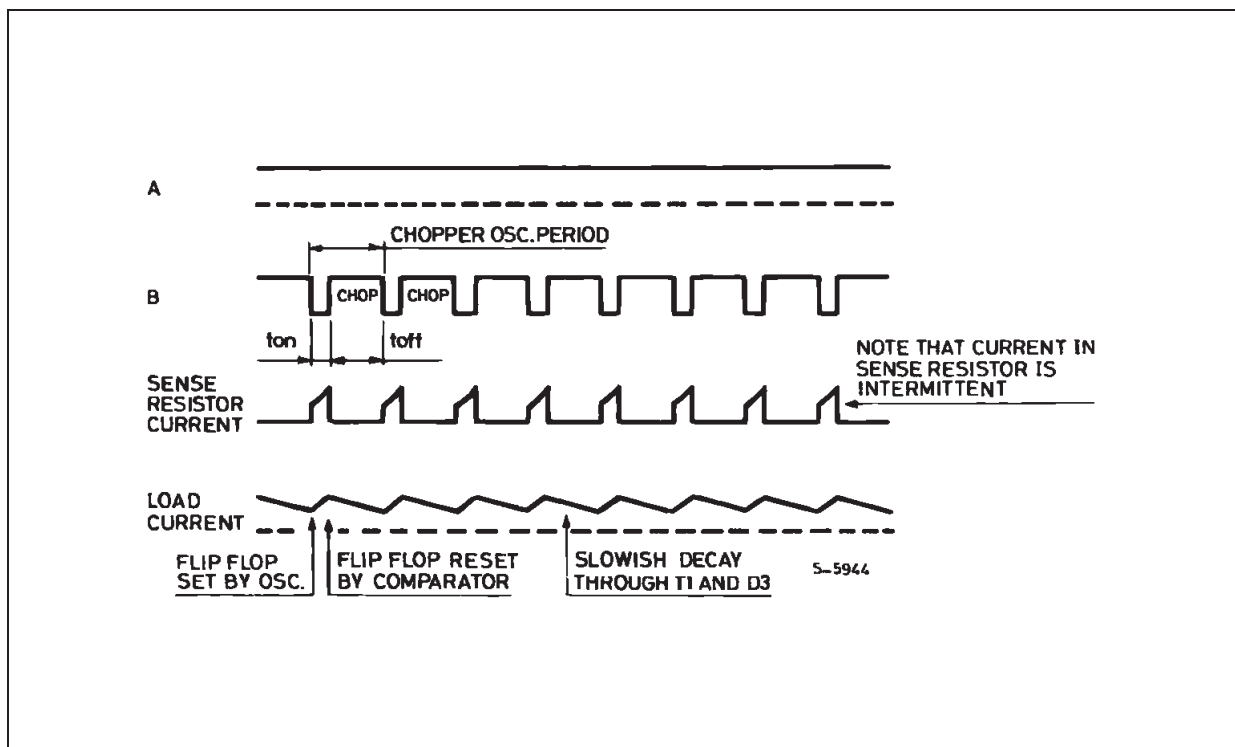 A
CHOPPER OSC. PERIOD
B
CHOP
CHOP
ton
toff
NOTE THAT CURRENT IN
SENSE RESISTOR IS
INTERMITTENT
SENSE
RESISTOR
CURRENT
LOAD
CURRENT
FLIP FLOP
SET BY OSC.
FLIP FLOP RESET
BY COMPARATOR
SLOWISH DECAY
THROUGH T1 AND D3
S-5944